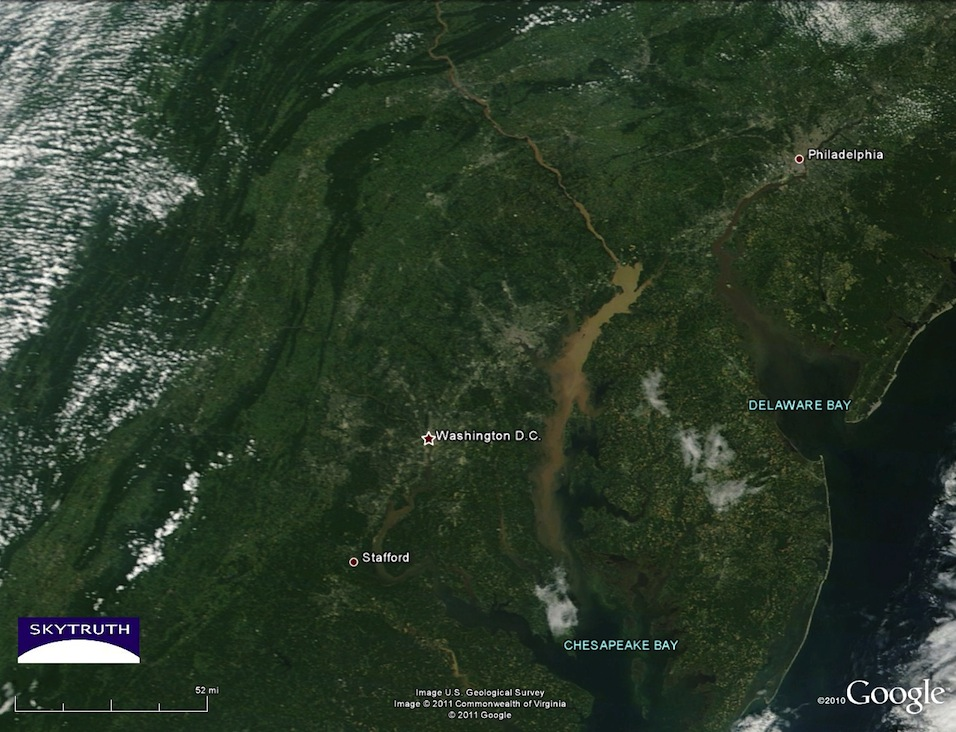 Philadelphia
DELAWARE BAY
Washington D.C.
Stafford
SKYTRUTH
CHESAPEAKE BAY
52 mi
Image U.S. Geological Survey
Image © 2011 Commonwealth of Virginia
© 2011 Google
©2010 Google